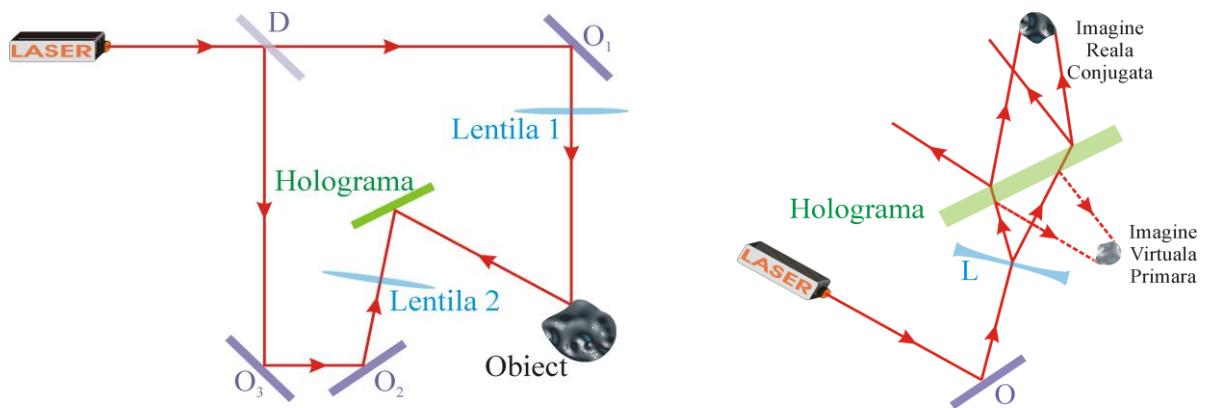 LASER
D
O1
Lentila 1
Holograma
Lentila 2
Obiect
O3
O2
Imagine
Reala
Conjugata
Holograma
LASER
L
Imagine
Virtuala
Primara
O